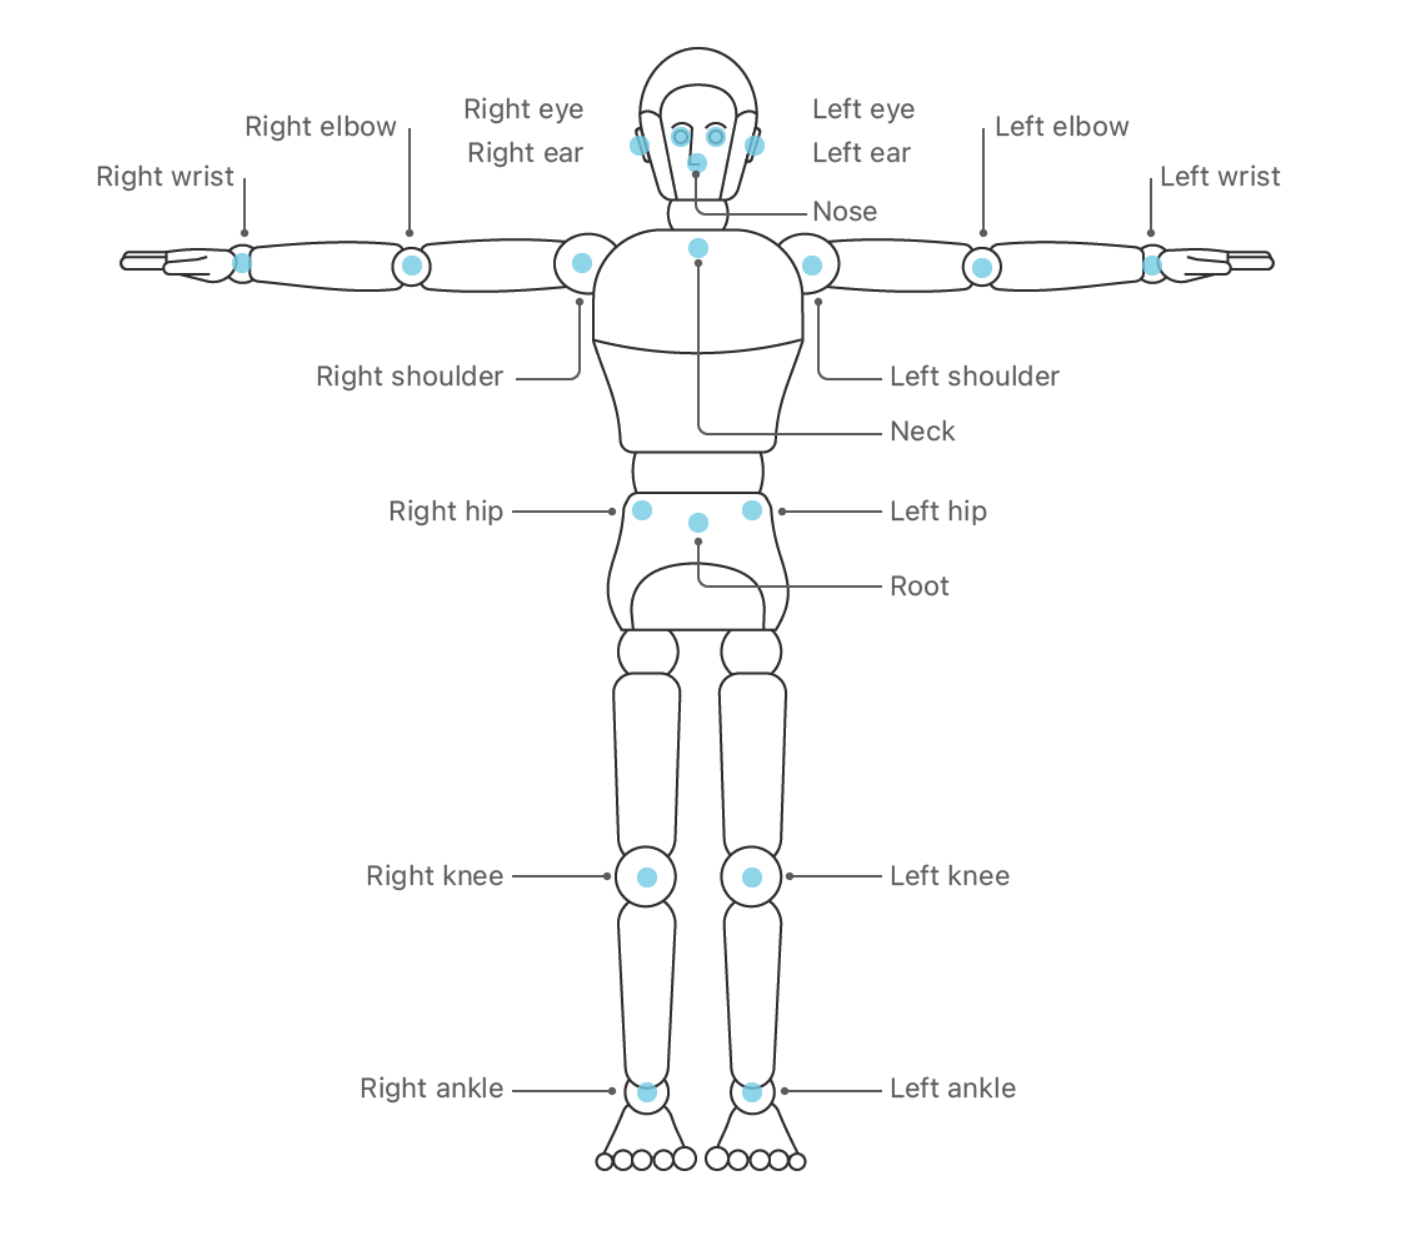 Right eye
Left eye
Right elbow
Left elbow
Right ear
Left ear
Right wrist
Left wrist
Nose
Right shoulder
Left shoulder
Neck
Right hip
Left hip
Root
Right knee
Left knee
Right ankle
Left ankle